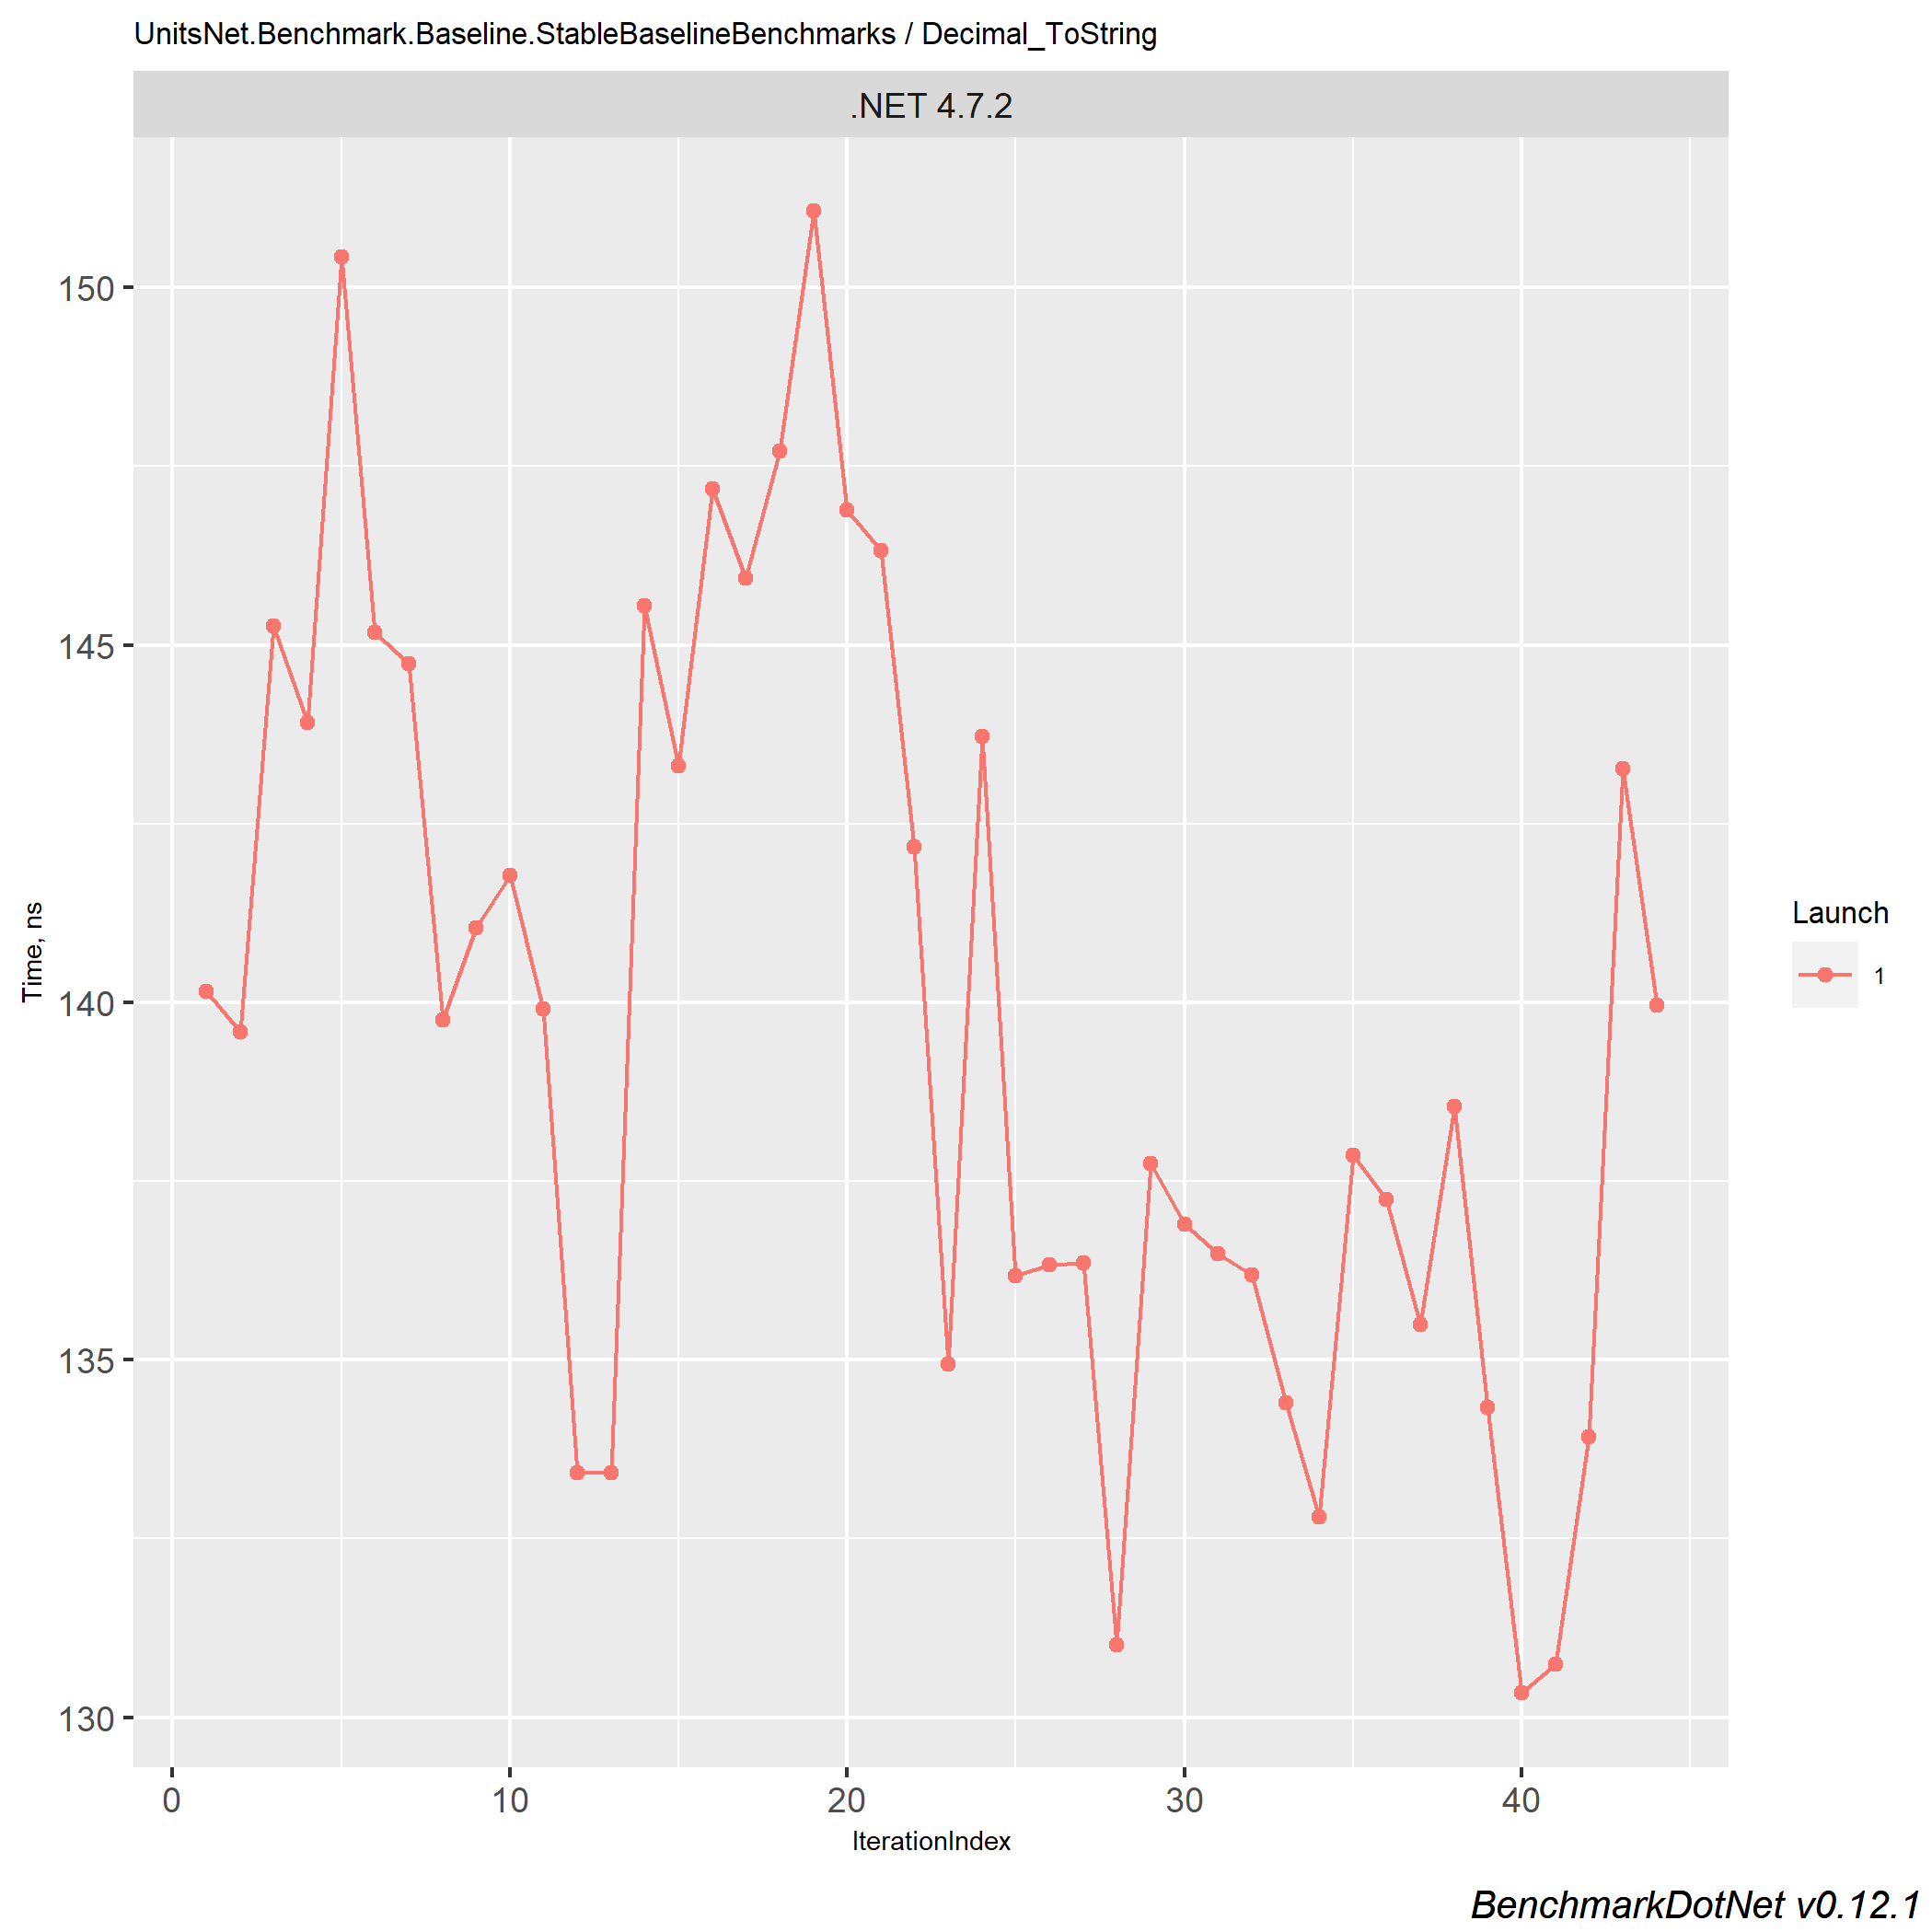 UnitsNet.Benchmark.Baseline.StableBaselineBenchmarks / Decimal_ToString
.NET 4.7.2
150
145
140
135
130
Time, ns
0 10 20 30 40
IterationIndex
Launch
1
BenchmarkDotNet v0.12.1